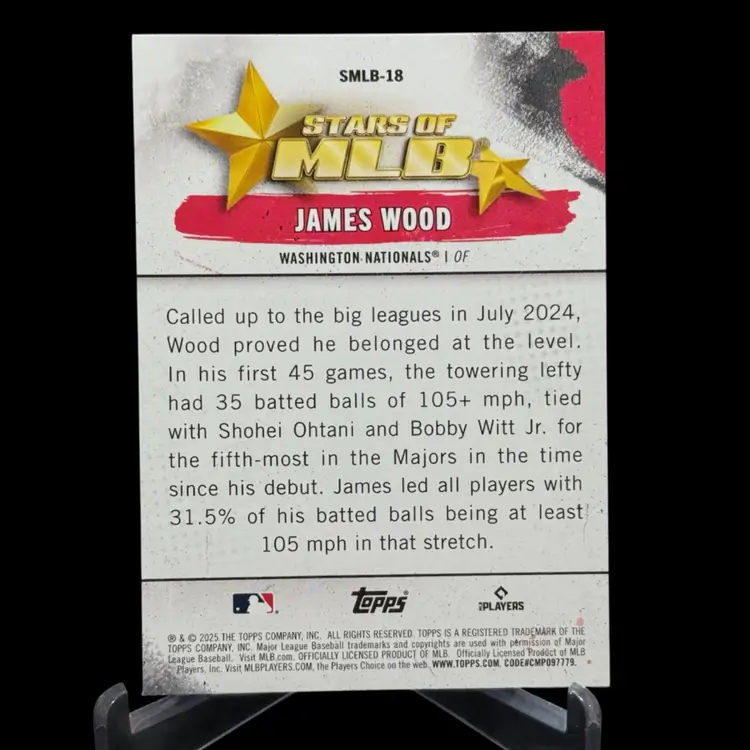 SMLB-18
STARS OF
MLB®
JAMES WOOD
WASHINGTON NATIONALS® | OF
Called up to the big leagues in July 2024,
Wood proved he belonged at the level.
In his first 45 games, the towering lefty
had 35 batted balls of 105+ mph, tied
with Shohei Ohtani and Bobby Witt Jr. for
the fifth-most in the Majors in the time
since his debut. James led all players with
31.5% of his batted balls being at least
105 mph in that stretch.
Topps®
MLB PLAYERS
® & © 2025 THE TOPPS COMPANY, INC. ALL RIGHTS RESERVED. TOPPS IS A REGISTERED TRADEMARK OF THE
TOPPS COMPANY, INC. Major League Baseball trademarks and copyrights are used with permission of Major
League Baseball. Visit MLB.com. OFFICIALLY LICENSED PRODUCT OF MLB Officially Licensed Product of MLB
Players, Inc. Visit MLBPLAYERS.COM, the Players Choice on the web. WWW.TOPPS.COM. CODE#CMP097779.